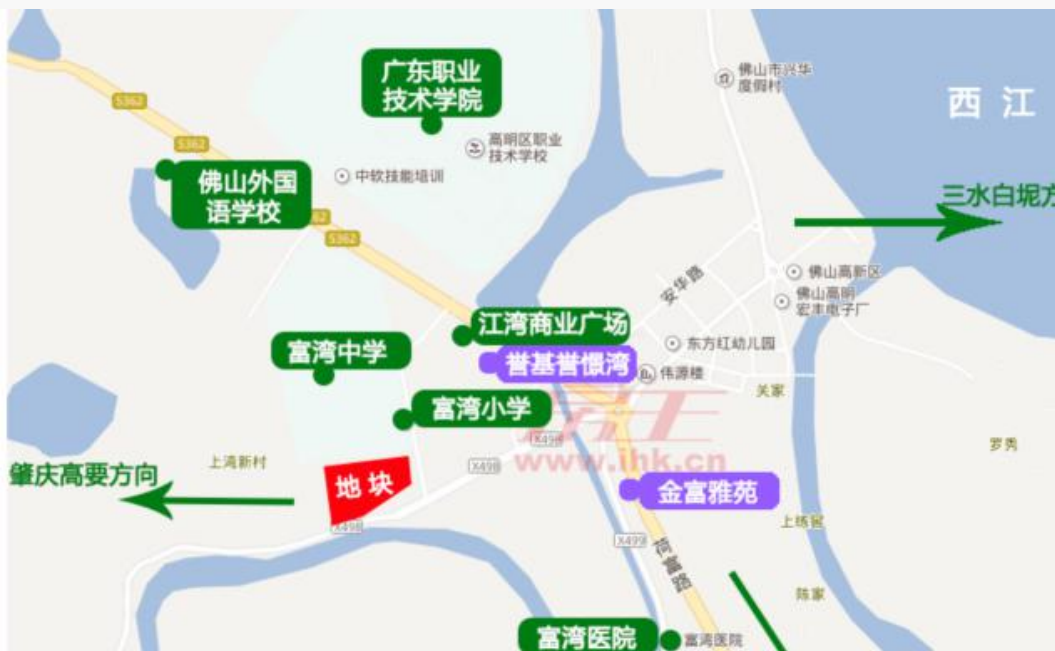 广东职业
技术学院
佛山市兴华
度假村
西江
S362
S362
高明区职业
技术学校
佛山外国
语学校
中软技能培训
三水白坭方
62
S362
佛山高新区
安华路
佛山高明
宏丰电子厂
江湾商业广场
富湾中学
誉基誉憬湾
东方红幼儿园
伟源楼
关家
富湾小学
X498
www.ihk.cn
罗秀
上湾新村
X498
肇庆高要方向
地块
金富雅苑
X498
上练窖
X499
荷富路
陈家
富湾医院
富湾医院